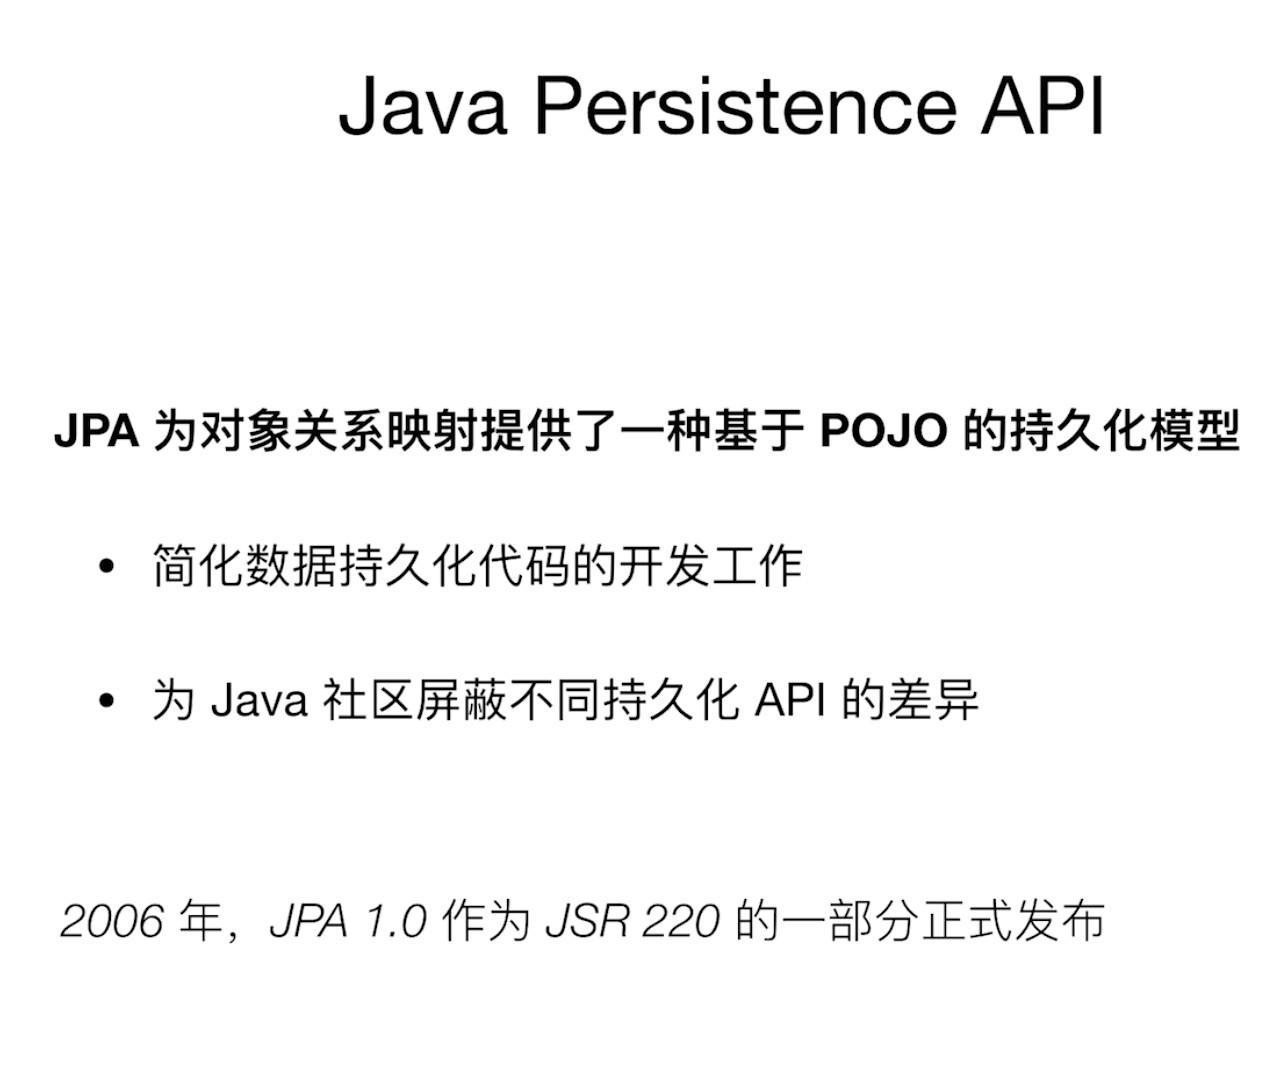 Java Persistence API
JPA 为对象关系映射提供了一种基于 POJO 的持久化模型
• 简化数据持久化代码的开发工作
• 为 Java 社区屏蔽不同持久化 API 的差异
2006 年，JPA 1.0 作为 JSR 220 的一部分正式发布